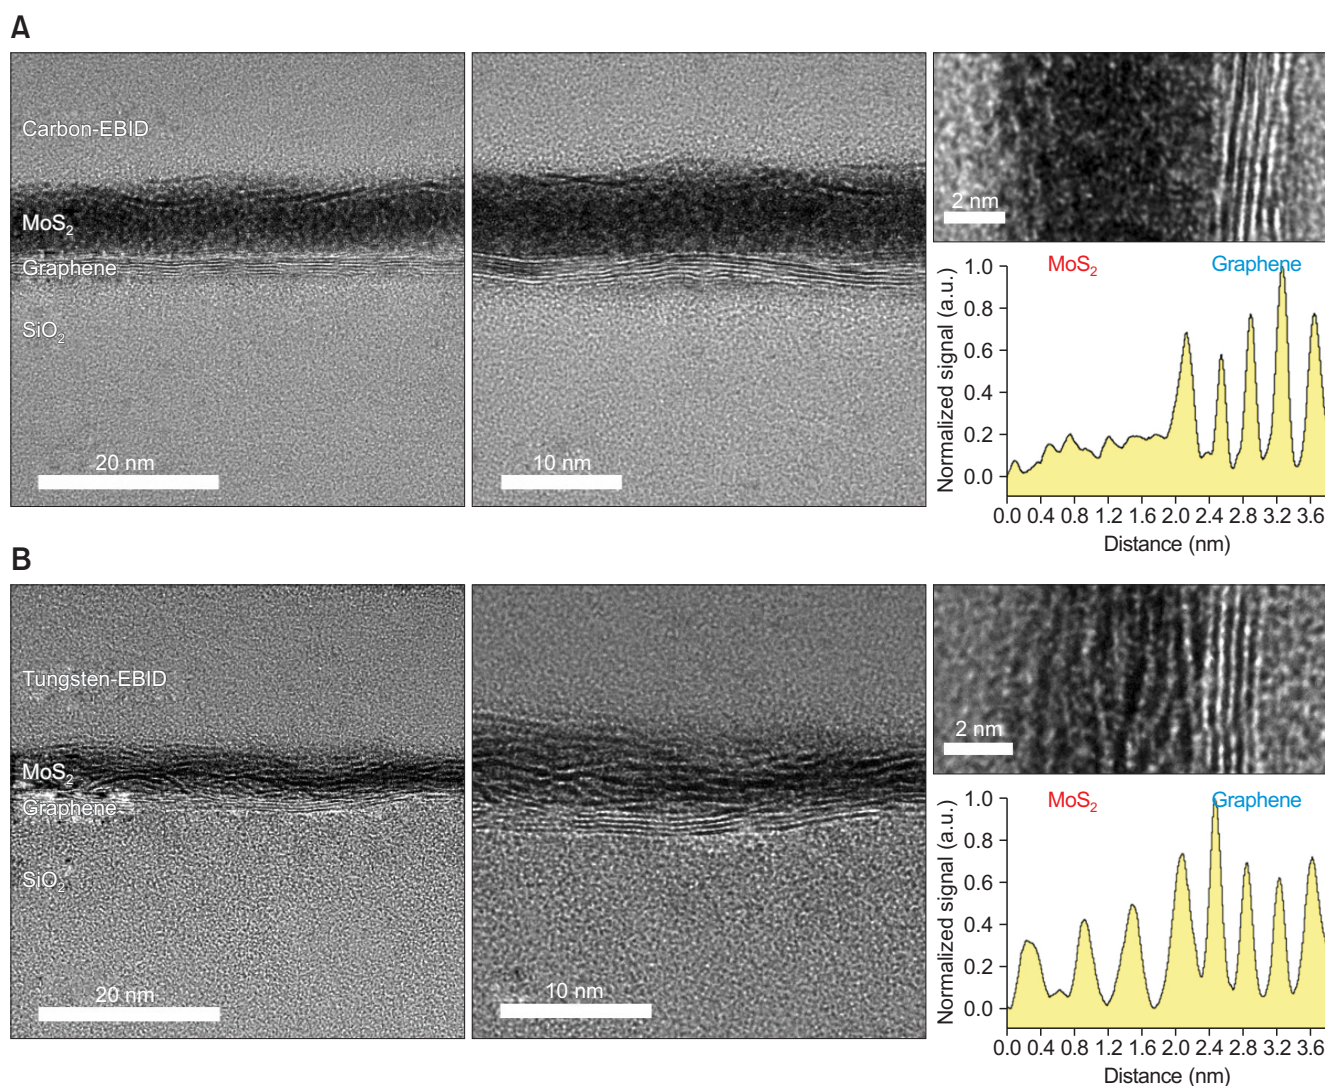 A
Carbon-EBID
MoS₂
Graphene
SiO₂
20 nm
10 nm
2 nm
MoS₂ Graphene
Normalized signal (a.u.)
1.0
0.8
0.6
0.4
0.2
0.0
0.0 0.4 0.8 1.2 1.6 2.0 2.4 2.8 3.2 3.6
Distance (nm)
B
Tungsten-EBID
MoS₂
Graphene
SiO₂
20 nm
10 nm
2 nm
MoS₂ Graphene
Normalized signal (a.u.)
1.0
0.8
0.6
0.4
0.2
0.0
0.0 0.4 0.8 1.2 1.6 2.0 2.4 2.8 3.2 3.6
Distance (nm)